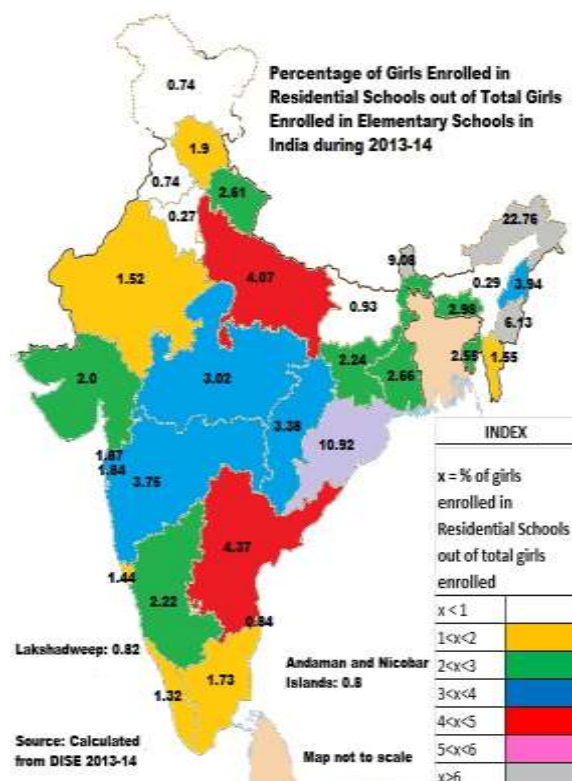 Percentage of Girls Enrolled in
Residential Schools out of Total Girls
Enrolled in Elementary Schools in
India during 2013-14
0.74
1.9
0.74
2.61
0.27
22.76
9.08
1.52
4.07
0.93
0.29
3.94
2.98
6.13
2.24
2.55
1.55
2.0
3.02
2.66
3.38
10.92
1.67
1.84
3.75
4.37
1.44
2.22
0.84
Lakshadweep: 0.82
Andaman and Nicobar
Islands: 0.8
1.73
1.32
Source: Calculated
from DISE 2013-14
Map not to scale
INDEX
x = % of girls
enrolled in
Residential Schools
out of total girls
enrolled
x < 1
1<x<2
2<x<3
3<x<4
4<x<5
5<x<6
x>6